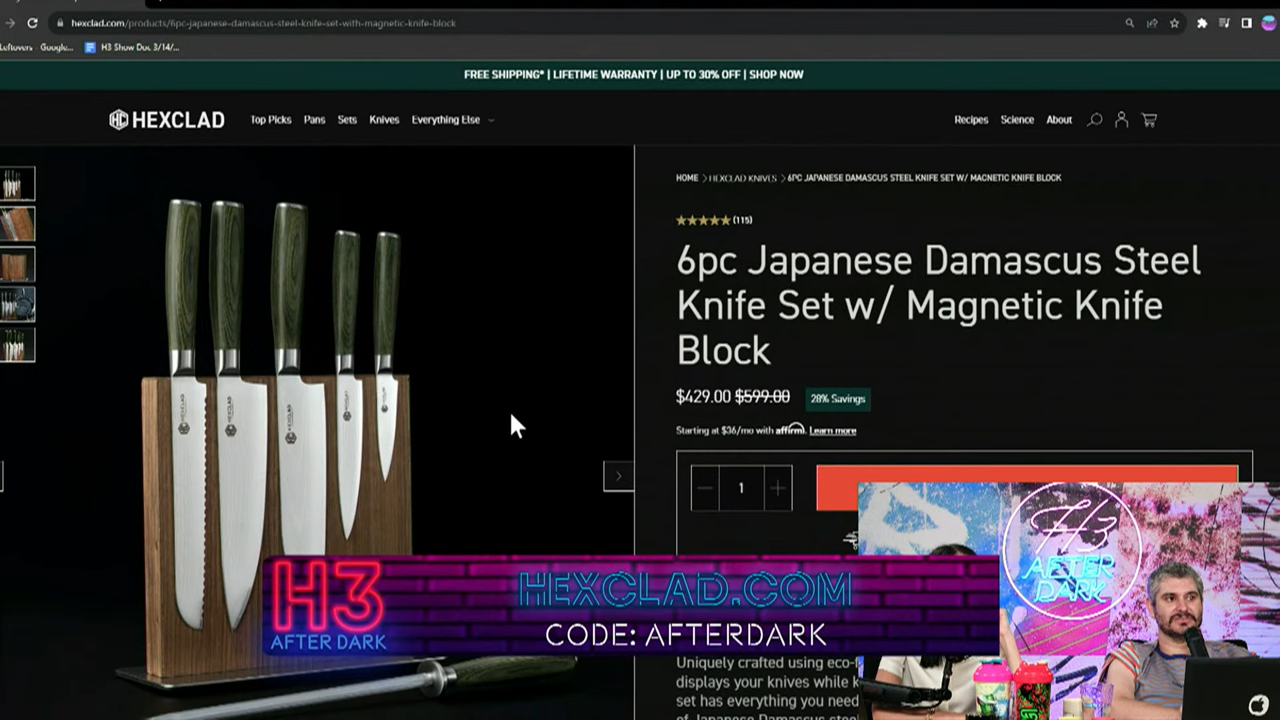 hexclad.com/products/6pc-japanese-damascus-steel-knife-set-with-magnetic-knife-block
Leftovers - Google...
H3 Show Doc 3/14/...
FREE SHIPPING* | LIFETIME WARRANTY | UP TO 30% OFF | SHOP NOW
HEXCLAD Top Picks Pans Sets Knives Everything Else Recipes Science About
HOME > HEXCLAD KNIVES > 6PC JAPANESE DAMASCUS STEEL KNIFE SET W/ MAGNETIC KNIFE BLOCK
(115)
6pc Japanese Damascus Steel
Knife Set w/ Magnetic Knife
Block
$429.00 $599.00 28% Savings
Starting at $36/mo with affirm. Learn more
1
HEXCLAD
HEXCLAD
HEXCLAD
H3
AFTER DARK
HEXCLAD.COM
CODE: AFTERDARK
H3
AFTER
DARK
Uniquely crafted using eco-
displays your knives while
set has everything you need
of Japanese Damascus steel
H3